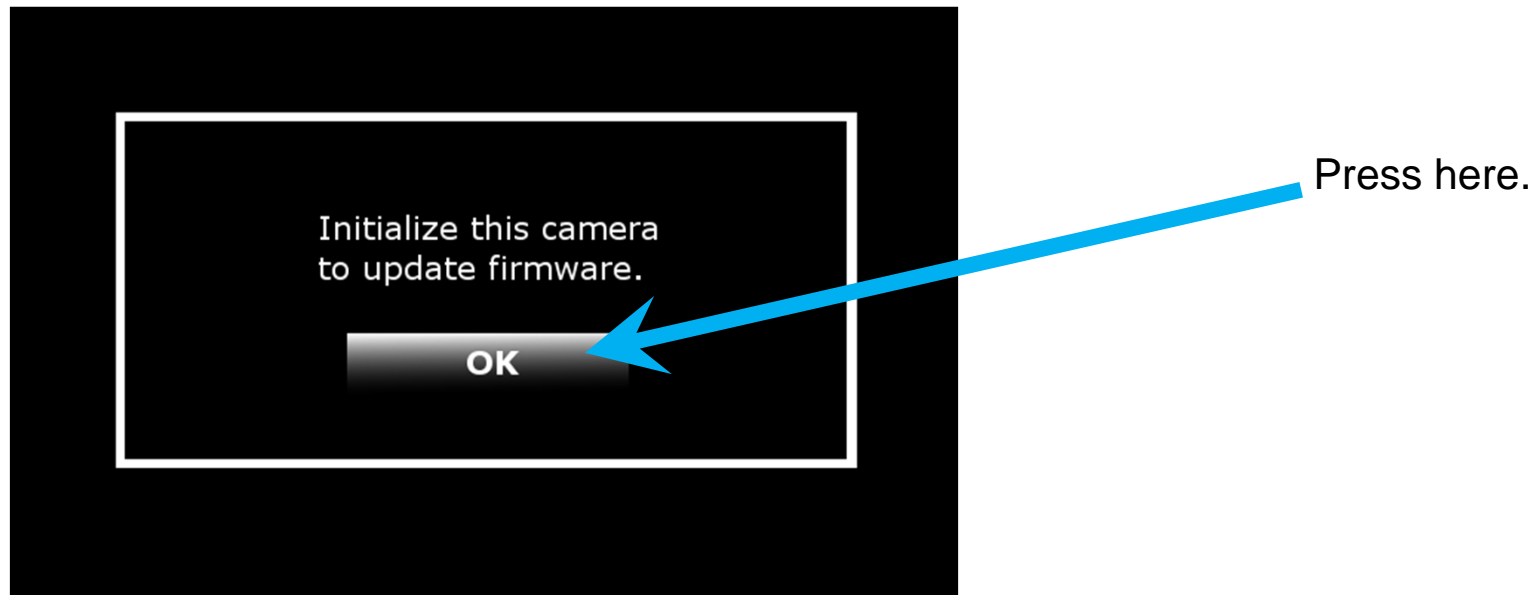 Initialize this camera
to update firmware.
OK
Press here.